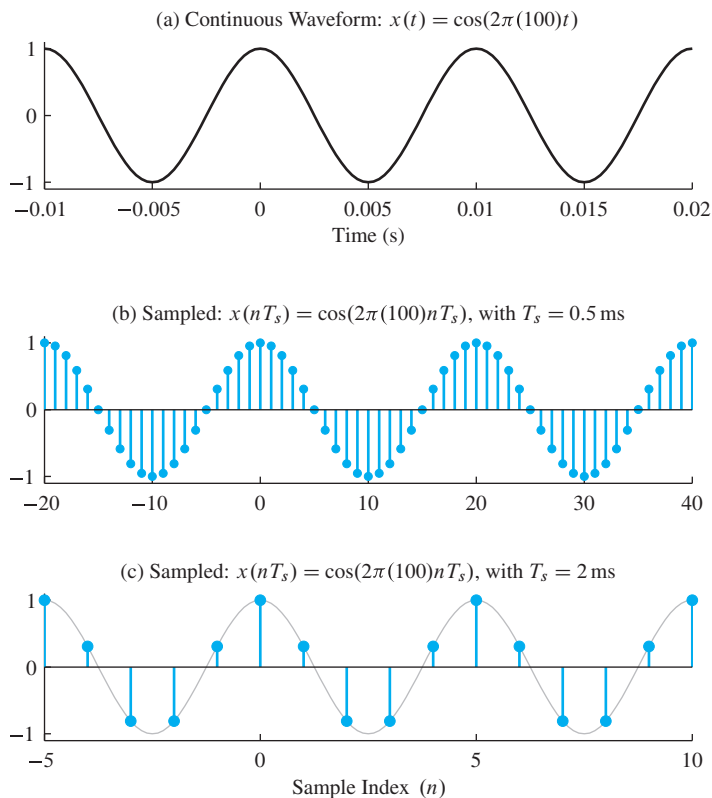 (a) Continuous Waveform: x(t) = cos(2π(100)t)
1
0
−1
−0.01 −0.005 0 0.005 0.01 0.015 0.02
Time (s)
(b) Sampled: x(nTₛ) = cos(2π(100)nTₛ), with Tₛ = 0.5 ms
1
0
−1
−20 −10 0 10 20 30 40
(c) Sampled: x(nTₛ) = cos(2π(100)nTₛ), with Tₛ = 2 ms
1
0
−1
−5 0 5 10
Sample Index (n)